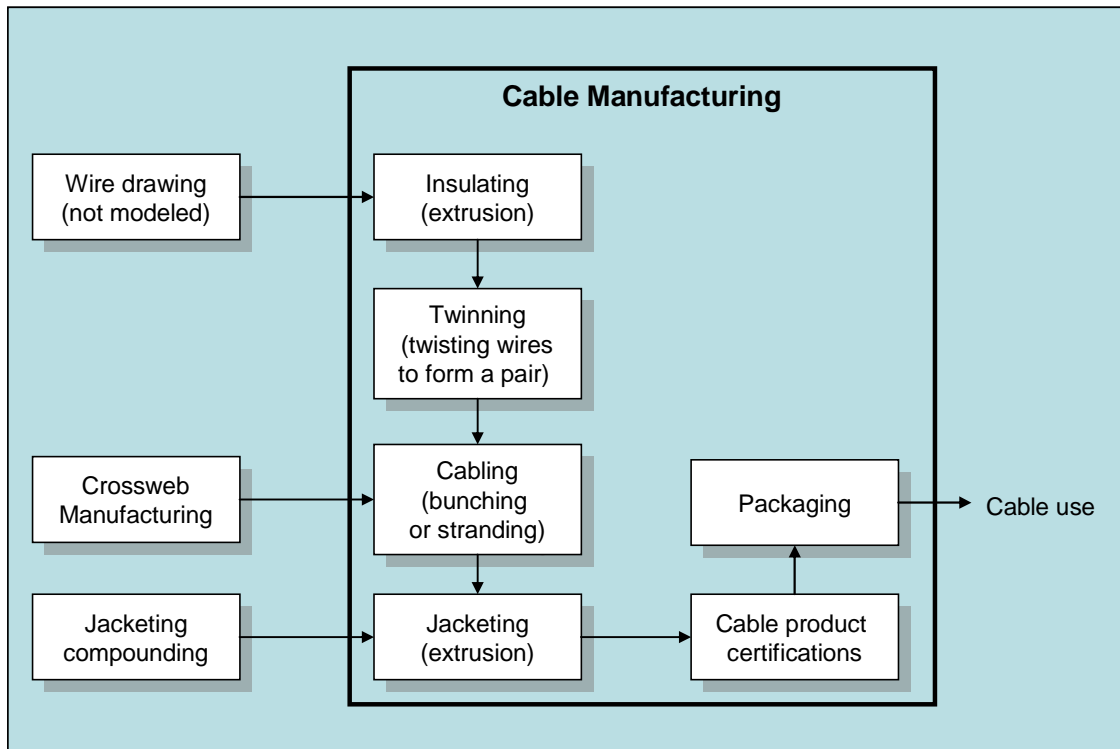 Cable Manufacturing
Wire drawing
(not modeled)
Insulating
(extrusion)
Twinning
(twisting wires
to form a pair)
Crossweb
Manufacturing
Cabling
(bunching
or stranding)
Packaging
Cable use
Jacketing
compounding
Jacketing
(extrusion)
Cable product
certifications